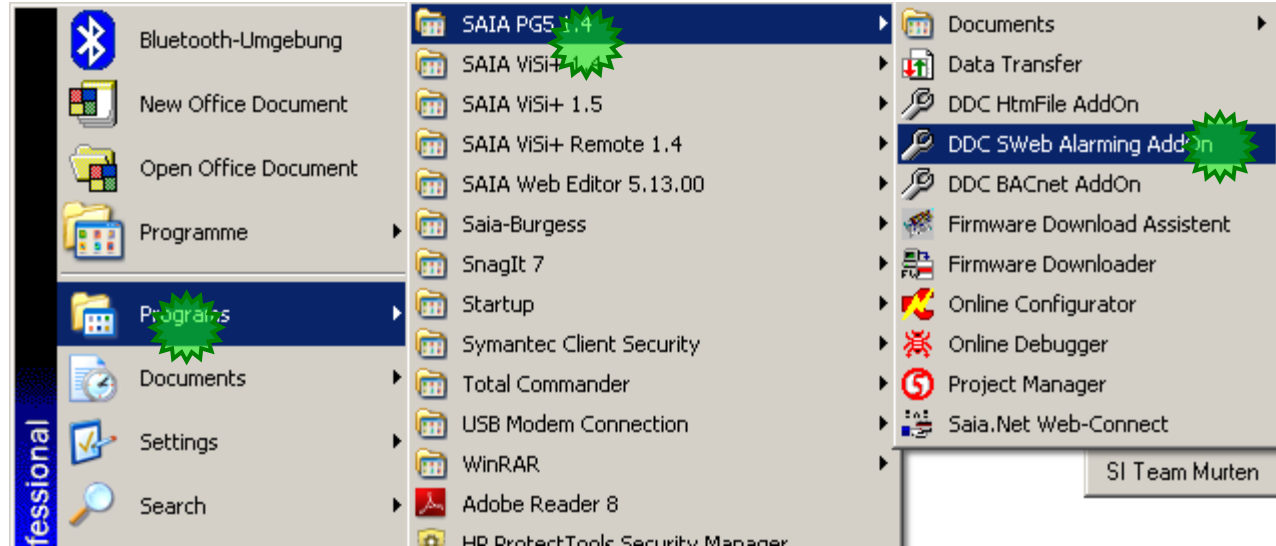 Bluetooth-Umgebung
New Office Document
Open Office Document
Programme
Programs
Documents
Settings
Search
fessional
SAIA PG5 1.4
SAIA ViSi+ 1.4
SAIA ViSi+ 1.5
SAIA ViSi+ Remote 1.4
SAIA Web Editor 5.13.00
Saia-Burgess
SnagIt 7
Startup
Symantec Client Security
Total Commander
USB Modem Connection
WinRAR
Adobe Reader 8
HP ProtectTools Security Manager
Documents
Data Transfer
DDC HtmFile AddOn
DDC SWeb Alarming AddOn
DDC BACnet AddOn
Firmware Download Assistent
Firmware Downloader
Online Configurator
Online Debugger
Project Manager
Saia.Net Web-Connect
SI Team Murten